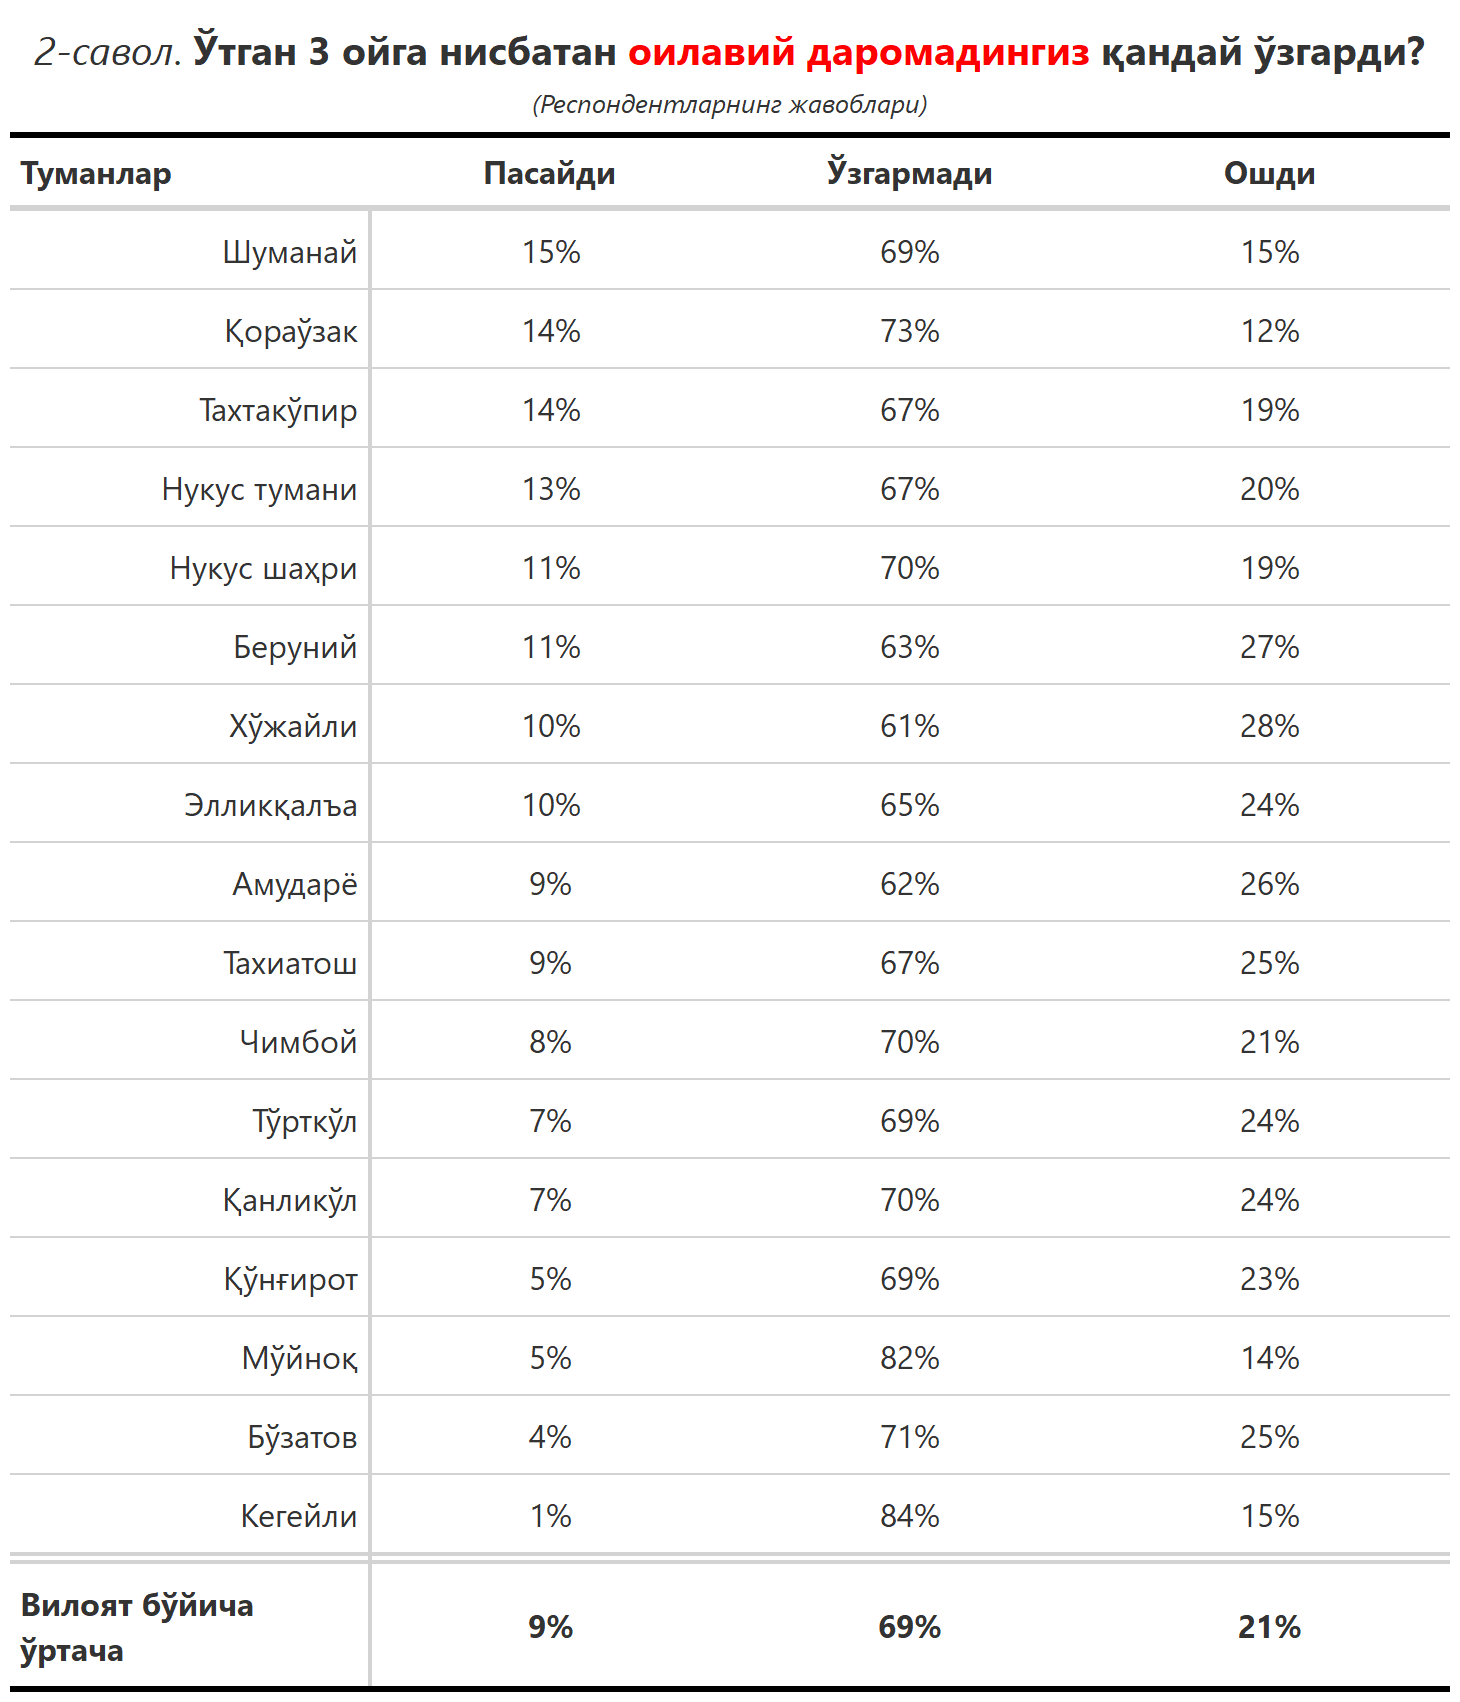 2-савол. Ўтган 3 ойга нисбатан оилавий даромадингиз қандай ўзгарди?
(Респондентларнинг жавоблари)
Туманлар Пасайди Ўзгармади Ошди
Шуманай 15% 69% 15%
Қораўзак 14% 73% 12%
Тахтакўпир 14% 67% 19%
Нукус тумани 13% 67% 20%
Нукус шаҳри 11% 70% 19%
Беруний 11% 63% 27%
Хўжайли 10% 61% 28%
Элликқалъа 10% 65% 24%
Амударё 9% 62% 26%
Тахиатош 9% 67% 25%
Чимбой 8% 70% 21%
Тўрткўл 7% 69% 24%
Қанликўл 7% 70% 24%
Қўнғирот 5% 69% 23%
Мўйноқ 5% 82% 14%
Бўзатов 4% 71% 25%
Кегейли 1% 84% 15%
Вилоят бўйича
ўртача 9% 69% 21%